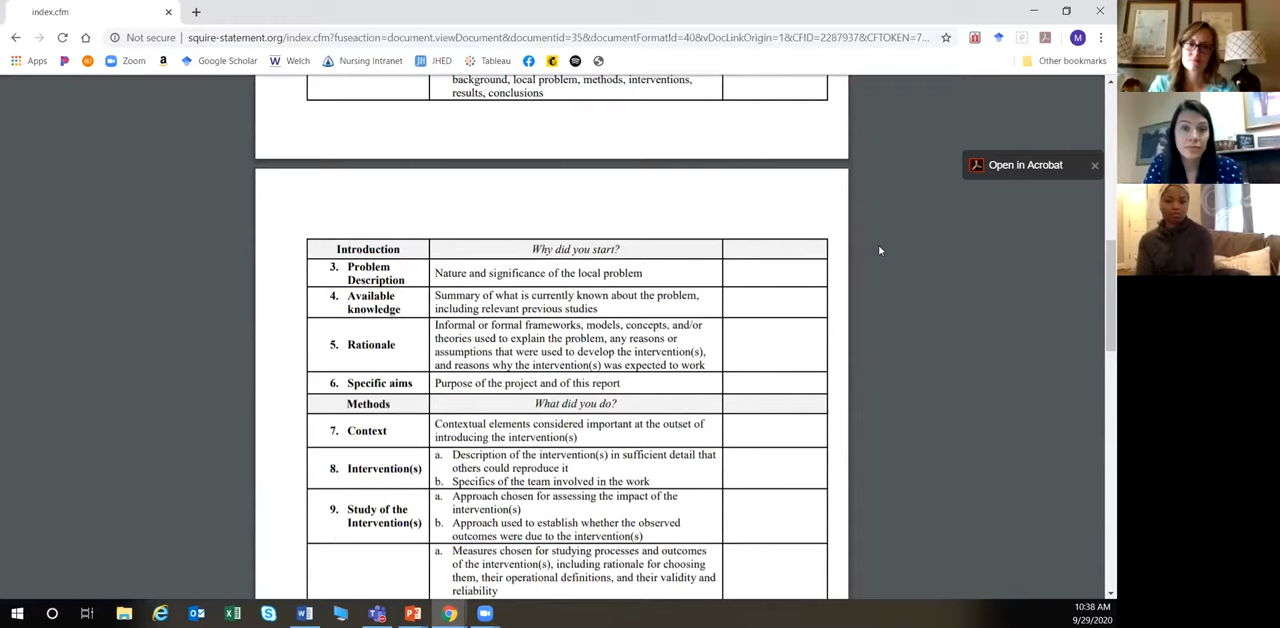 index.cfm
Not secure | squire-statement.org/index.cfm?fuseaction=document.viewDocument&documentid=35&documentFormatId=40&vDocLinkOrigin=1&CFID=2287937&CFTOKEN=7...
M
Apps
Zoom
Google Scholar
Welch
Nursing Intranet
JHED
Tableau
Other bookmarks
background, local problem, methods, interventions,
results, conclusions
Open in Acrobat
Introduction
Why did you start?
3. Problem
Description
Nature and significance of the local problem
4. Available
knowledge
Summary of what is currently known about the problem,
including relevant previous studies
5. Rationale
Informal or formal frameworks, models, concepts, and/or
theories used to explain the problem, any reasons or
assumptions that were used to develop the intervention(s),
and reasons why the intervention(s) was expected to work
6. Specific aims
Purpose of the project and of this report
Methods
What did you do?
7. Context
Contextual elements considered important at the outset of
introducing the intervention(s)
8. Intervention(s)
a. Description of the intervention(s) in sufficient detail that
others could reproduce it
b. Specifics of the team involved in the work
9. Study of the
Intervention(s)
a. Approach chosen for assessing the impact of the
intervention(s)
b. Approach used to establish whether the observed
outcomes were due to the intervention(s)
a. Measures chosen for studying processes and outcomes
of the intervention(s), including rationale for choosing
them, their operational definitions, and their validity and
reliability
10:38 AM
9/29/2020